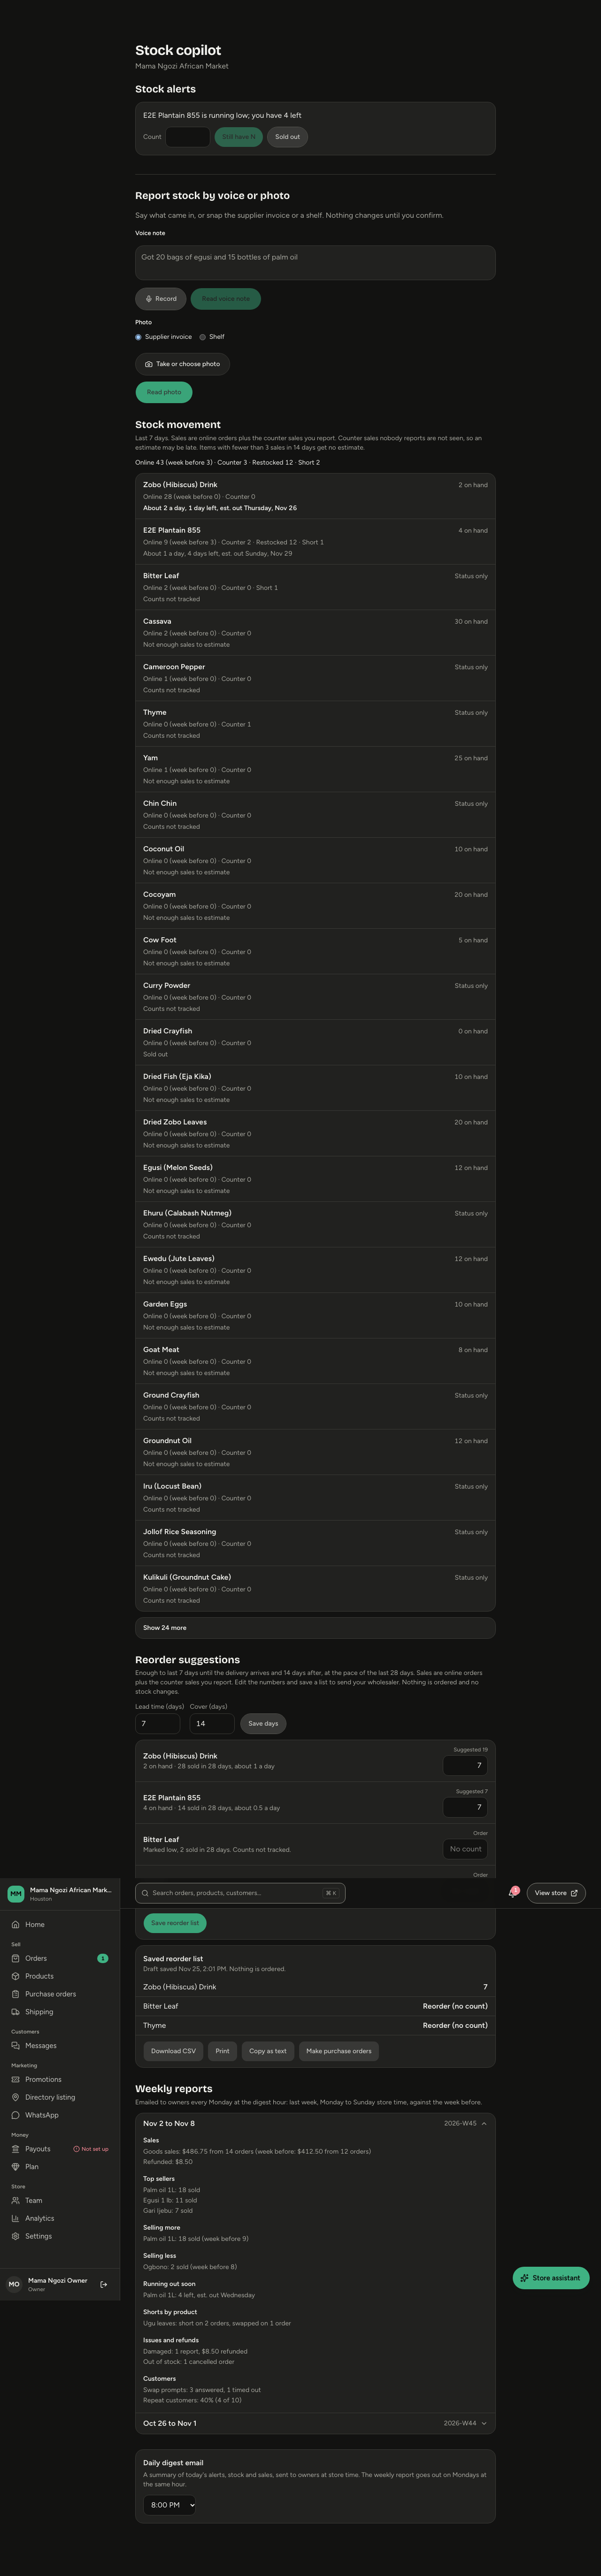 Stock copilot
Mama Ngozi African Market
Stock alerts
E2E Plantain 855 is running low; you have 4 left
Count
Still have N
Sold out
Report stock by voice or photo
Say what came in, or snap the supplier invoice or a shelf. Nothing changes until you confirm.
Voice note
Got 20 bags of egusi and 15 bottles of palm oil
Record
Read voice note
Photo
Supplier invoice
Shelf
Take or choose photo
Read photo
Stock movement
Last 7 days. Sales are online orders plus the counter sales you report. Counter sales nobody reports are not seen, so an
estimate may be late. Items with fewer than 3 sales in 14 days get no estimate.
Online 43 (week before 3) · Counter 3 · Restocked 12 · Short 2
Zobo (Hibiscus) Drink
2 on hand
Online 28 (week before 0) · Counter 0
About 2 a day, 1 day left, est. out Thursday, Nov 26
E2E Plantain 855
4 on hand
Online 9 (week before 3) · Counter 2 · Restocked 12 · Short 1
About 1 a day, 4 days left, est. out Sunday, Nov 29
Bitter Leaf
Status only
Online 2 (week before 0) · Counter 0 · Short 1
Counts not tracked
Cassava
30 on hand
Online 2 (week before 0) · Counter 0
Not enough sales to estimate
Cameroon Pepper
Status only
Online 1 (week before 0) · Counter 0
Counts not tracked
Thyme
Status only
Online 0 (week before 0) · Counter 1
Counts not tracked
Yam
25 on hand
Online 1 (week before 0) · Counter 0
Not enough sales to estimate
Chin Chin
Status only
Online 0 (week before 0) · Counter 0
Counts not tracked
Coconut Oil
10 on hand
Online 0 (week before 0) · Counter 0
Not enough sales to estimate
Cocoyam
20 on hand
Online 0 (week before 0) · Counter 0
Not enough sales to estimate
Cow Foot
5 on hand
Online 0 (week before 0) · Counter 0
Not enough sales to estimate
Curry Powder
Status only
Online 0 (week before 0) · Counter 0
Counts not tracked
Dried Crayfish
0 on hand
Online 0 (week before 0) · Counter 0
Sold out
Dried Fish (Eja Kika)
10 on hand
Online 0 (week before 0) · Counter 0
Not enough sales to estimate
Dried Zobo Leaves
20 on hand
Online 0 (week before 0) · Counter 0
Not enough sales to estimate
Egusi (Melon Seeds)
12 on hand
Online 0 (week before 0) · Counter 0
Not enough sales to estimate
Ehuru (Calabash Nutmeg)
Status only
Online 0 (week before 0) · Counter 0
Counts not tracked
Ewedu (Jute Leaves)
12 on hand
Online 0 (week before 0) · Counter 0
Not enough sales to estimate
Garden Eggs
10 on hand
Online 0 (week before 0) · Counter 0
Not enough sales to estimate
Goat Meat
8 on hand
Online 0 (week before 0) · Counter 0
Not enough sales to estimate
Ground Crayfish
Status only
Online 0 (week before 0) · Counter 0
Counts not tracked
Groundnut Oil
12 on hand
Online 0 (week before 0) · Counter 0
Not enough sales to estimate
Iru (Locust Bean)
Status only
Online 0 (week before 0) · Counter 0
Counts not tracked
Jollof Rice Seasoning
Status only
Online 0 (week before 0) · Counter 0
Counts not tracked
Kulikuli (Groundnut Cake)
Status only
Online 0 (week before 0) · Counter 0
Counts not tracked
Show 24 more
Reorder suggestions
Enough to last 7 days until the delivery arrives and 14 days after, at the pace of the last 28 days. Sales are online orders
plus the counter sales you report. Edit the numbers and save a list to send your wholesaler. Nothing is ordered and no
stock changes.
Lead time (days)
Cover (days)
7
14
Save days
Zobo (Hibiscus) Drink
2 on hand · 28 sold in 28 days, about 1 a day
Suggested 19
7
E2E Plantain 855
4 on hand · 14 sold in 28 days, about 0.5 a day
Suggested 7
7
Bitter Leaf
Marked low, 2 sold in 28 days. Counts not tracked.
Order
No count
Order
MM
Mama Ngozi African Mark...
Houston
Search orders, products, customers...
⌘ K
View store
Home
Sell
Orders
1
Products
Purchase orders
Shipping
Customers
Messages
Marketing
Promotions
Directory listing
WhatsApp
Money
Payouts
Not set up
Plan
Store
Team
Analytics
Settings
MO
Mama Ngozi Owner
Owner
Save reorder list
Saved reorder list
Draft saved Nov 25, 2:01 PM. Nothing is ordered.
Zobo (Hibiscus) Drink
7
Bitter Leaf
Reorder (no count)
Thyme
Reorder (no count)
Download CSV
Print
Copy as text
Make purchase orders
Weekly reports
Emailed to owners every Monday at the digest hour: last week, Monday to Sunday store time, against the week before.
Nov 2 to Nov 8
2026-W45
Sales
Goods sales: $486.75 from 14 orders (week before: $412.50 from 12 orders)
Refunded: $8.50
Top sellers
Palm oil 1L: 18 sold
Egusi 1 lb: 11 sold
Gari Ijebu: 7 sold
Selling more
Palm oil 1L: 18 sold (week before 9)
Selling less
Ogbono: 2 sold (week before 8)
Running out soon
Palm oil 1L: 4 left, est. out Wednesday
Shorts by product
Ugu leaves: short on 2 orders, swapped on 1 order
Issues and refunds
Damaged: 1 report, $8.50 refunded
Out of stock: 1 cancelled order
Customers
Swap prompts: 3 answered, 1 timed out
Repeat customers: 40% (4 of 10)
Oct 26 to Nov 1
2026-W44
Store assistant
Daily digest email
A summary of today's alerts, stock and sales, sent to owners at store time. The weekly report goes out on Mondays at
the same hour.
8:00 PM